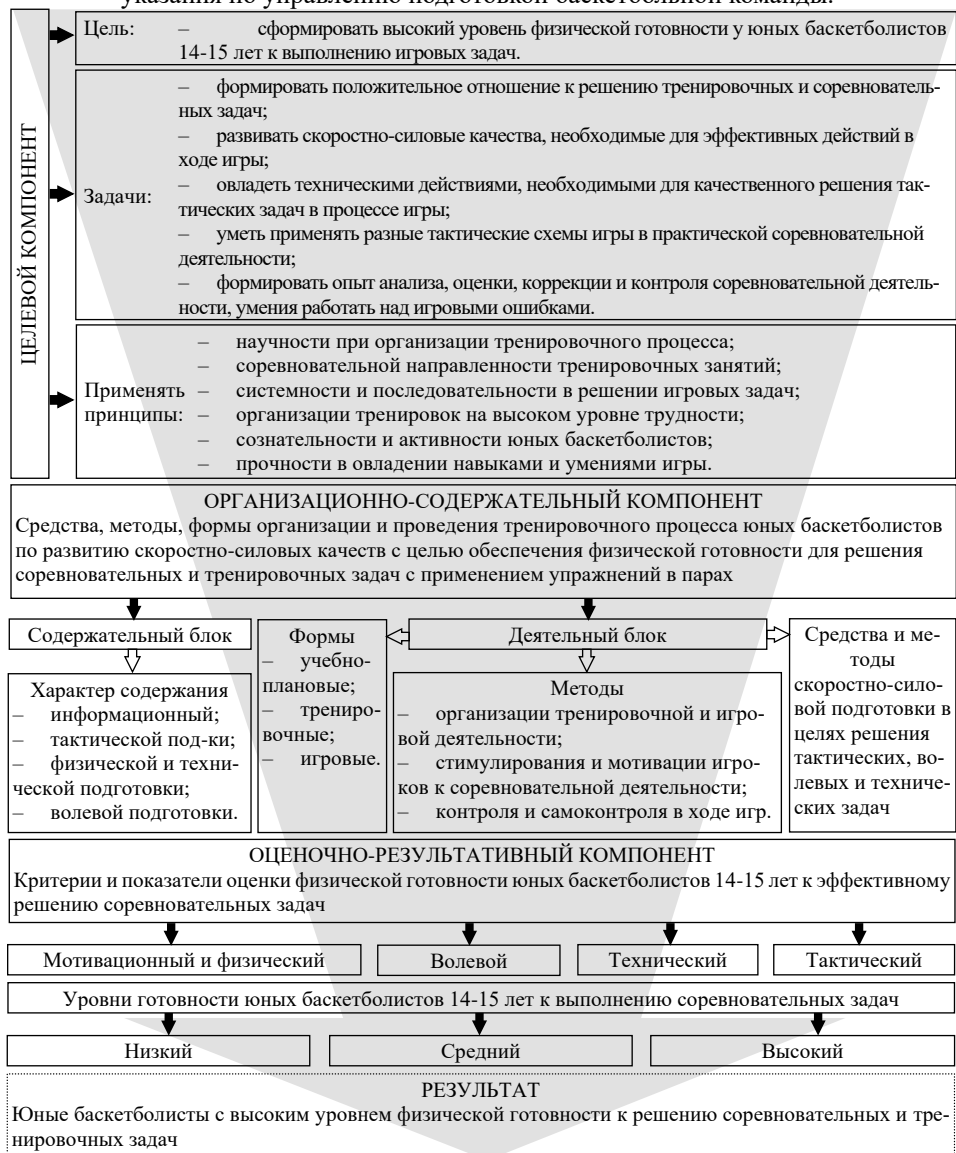 указания по управлению подготовкой баскетбольной команды.
ЦЕЛЕВОЙ КОМПОНЕНТ
Цель: – сформировать высокий уровень физической готовности у юных баскетболистов
14-15 лет к выполнению игровых задач.
Задачи:
– формировать положительное отношение к решению тренировочных и соревнователь-
ных задач;
– развивать скоростно-силовые качества, необходимые для эффективных действий в
ходе игры;
– овладеть техническими действиями, необходимыми для качественного решения так-
тических задач в процессе игры;
– уметь применять разные тактические схемы игры в практической соревновательной
деятельности;
– формировать опыт анализа, оценки, коррекции и контроля соревновательной деятель-
ности, умения работать над игровыми ошибками.
Применять
принципы:
– научности при организации тренировочного процесса;
– соревновательной направленности тренировочных занятий;
– системности и последовательности в решении игровых задач;
– организации тренировок на высоком уровне трудности;
– сознательности и активности юных баскетболистов;
– прочности в овладении навыками и умениями игры.
ОРГАНИЗАЦИОННО-СОДЕРЖАТЕЛЬНЫЙ КОМПОНЕНТ
Средства, методы, формы организации и проведения тренировочного процесса юных баскетболистов
по развитию скоростно-силовых качеств с целью обеспечения физической готовности для решения
соревновательных и тренировочных задач с применением упражнений в парах
Содержательный блок
Характер содержания
– информационный;
– тактической под-ки;
– физической и техни-
ческой подготовки;
– волевой подготовки.
Формы
– учебно-
плановые;
– трениро-
вочные;
– игровые.
Деятельный блок
Методы
– организации тренировочной и игро-
вой деятельности;
– стимулирования и мотивации игро-
ков к соревновательной деятельности;
– контроля и самоконтроля в ходе игр.
Средства и ме-
тоды
скоростно-сило-
вой подготовки в
целях решения
тактических, во-
левых и техниче-
ских задач
ОЦЕНОЧНО-РЕЗУЛЬТАТИВНЫЙ КОМПОНЕНТ
Критерии и показатели оценки физической готовности юных баскетболистов 14-15 лет к эффективному
решению соревновательных задач
Мотивационный и физический
Волевой
Технический
Тактический
Уровни готовности юных баскетболистов 14-15 лет к выполнению соревновательных задач
Низкий
Средний
Высокий
РЕЗУЛЬТАТ
Юные баскетболисты с высоким уровнем физической готовности к решению соревновательных и тре-
нировочных задач